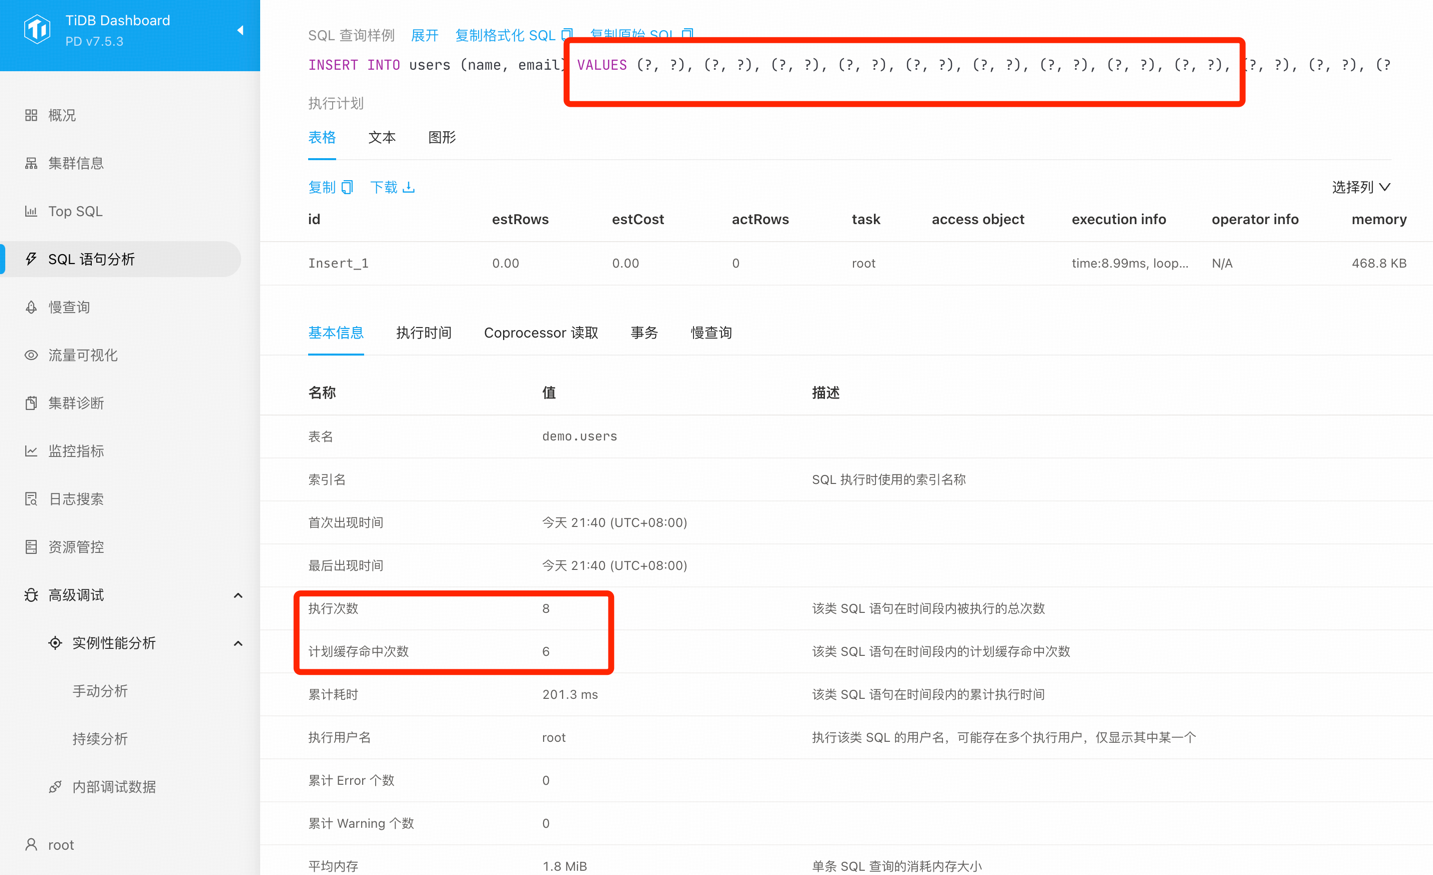 TiDB Dashboard
PD v7.5.3
概况
集群信息
Top SQL
SQL 语句分析
慢查询
流量可视化
集群诊断
监控指标
日志搜索
资源管控
高级调试
实例性能分析
手动分析
持续分析
内部调试数据
root
SQL 查询样例 展开 复制格式化 SQL 复制原始 SQL
INSERT INTO users (name, email) VALUES (?, ?), (?, ?), (?, ?), (?, ?), (?, ?), (?, ?), (?, ?), (?, ?), (?, ?), (?, ?), (?, ?), (?
执行计划
表格 文本 图形
复制 下载 选择列
id estRows estCost actRows task access object execution info operator info memory
Insert_1 0.00 0.00 0 root time:8.99ms, loop... N/A 468.8 KB
基本信息 执行时间 Coprocessor 读取 事务 慢查询
名称 值 描述
表名 demo.users
索引名 SQL 执行时使用的索引名称
首次出现时间 今天 21:40 (UTC+08:00)
最后出现时间 今天 21:40 (UTC+08:00)
执行次数 8 该类 SQL 语句在时间段内被执行的总次数
计划缓存命中次数 6 该类 SQL 语句在时间段内的计划缓存命中次数
累计耗时 201.3 ms 该类 SQL 语句在时间段内的累计执行时间
执行用户名 root 执行该类 SQL 的用户名，可能存在多个执行用户，仅显示其中某一个
累计 Error 个数 0
累计 Warning 个数 0
平均内存 1.8 MiB 单条 SQL 查询的消耗内存大小